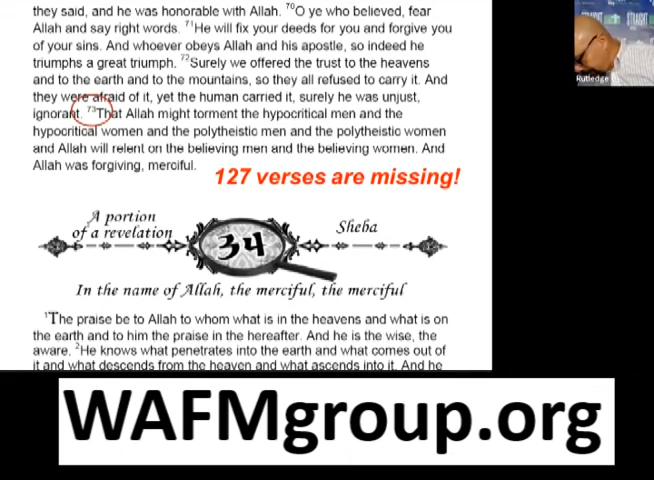 they said, and he was honorable with Allah. 70O ye who believed, fear
Allah and say right words. 71He will fix your deeds for you and forgive you
of your sins. And whoever obeys Allah and his apostle, so indeed he
triumphs a great triumph. 72Surely we offered the trust to the heavens
and to the earth and to the mountains, so they all refused to carry it. And
they were afraid of it, yet the human carried it, surely he was unjust,
ignorant. 73That Allah might torment the hypocritical men and the
hypocritical women and the polytheistic men and the polytheistic women
and Allah will relent on the believing men and the believing women. And
Allah was forgiving, merciful.
127 verses are missing!
A portion
of a revelation
34
Sheba
In the name of Allah, the merciful, the merciful
1The praise be to Allah to whom what is in the heavens and what is on
the earth and to him the praise in the hereafter. And he is the wise, the
aware. 2He knows what penetrates into the earth and what comes out of
it and what descends from the heaven and what ascends into it. And he
WAFMgroup.org
Rutledge